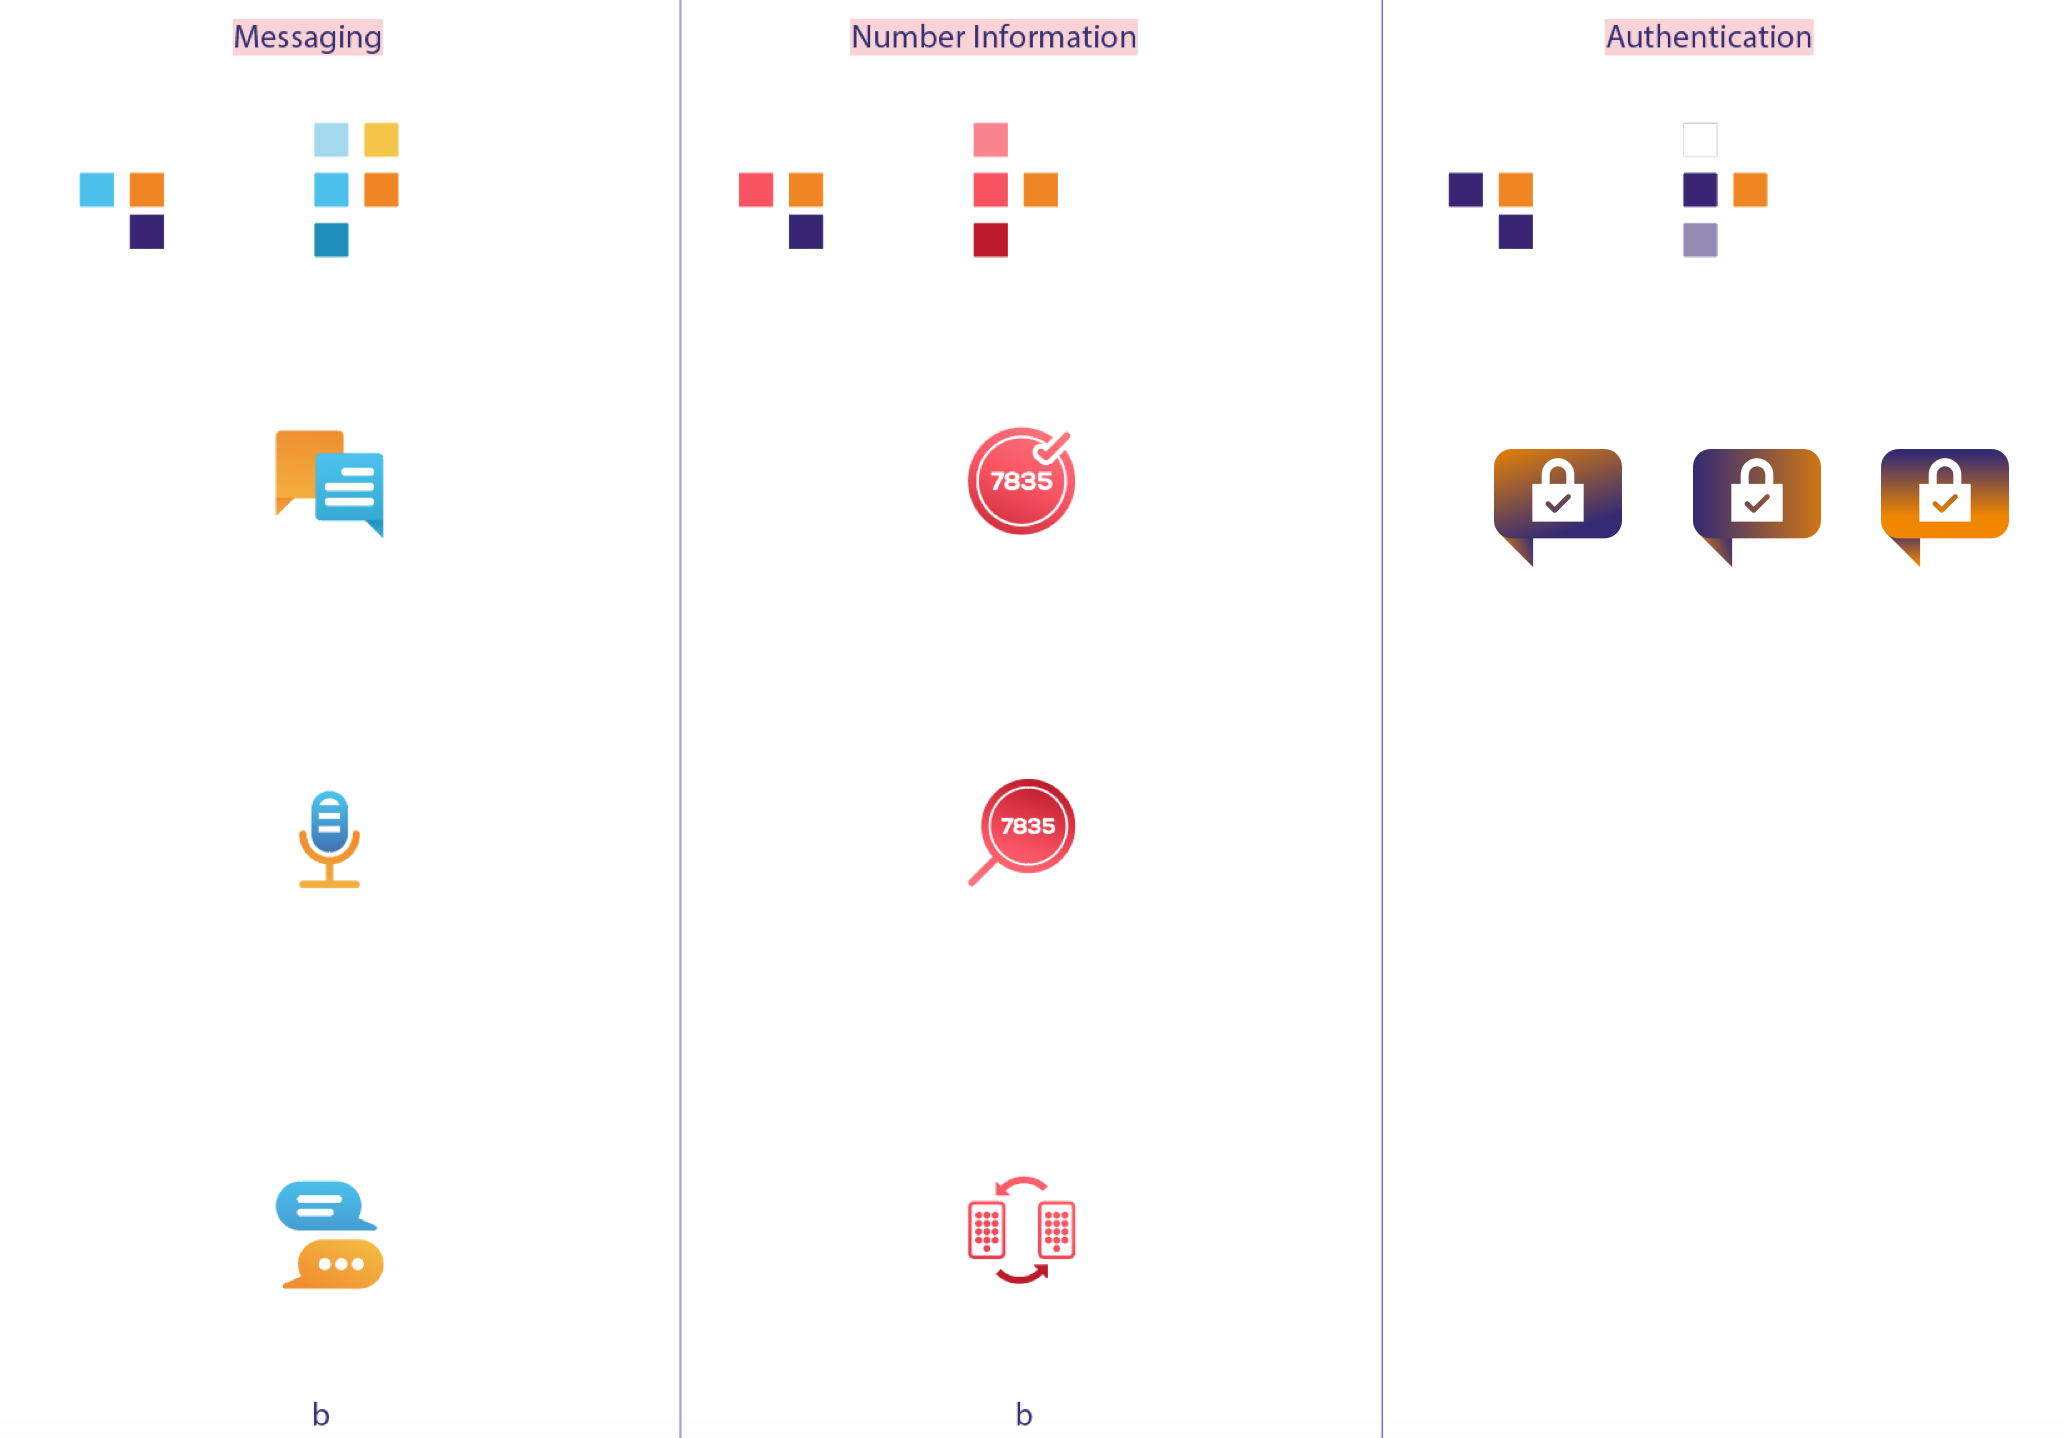 Messaging
Number Information
Authentication
7835
7835
b
b